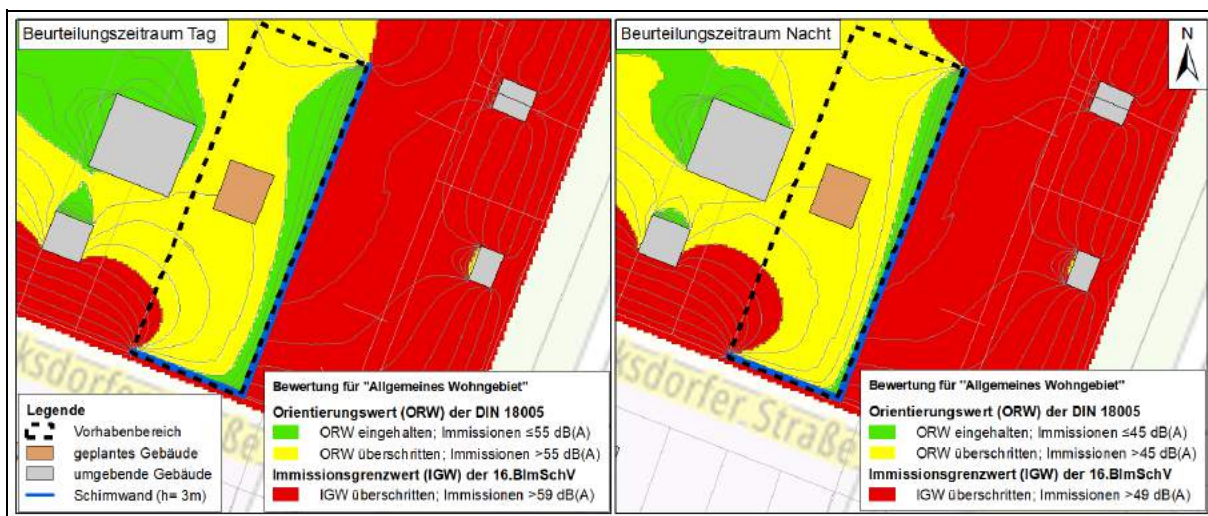 Beurteilungszeitraum Tag
Legende
Vorhabenbereich
geplantes Gebäude
umgebende Gebäude
Schirmwand (h= 3m)
Bewertung für "Allgemeines Wohngebiet"
Orientierungswert (ORW) der DIN 18005
ORW eingehalten; Immissionen ≤55 dB(A)
ORW überschritten; Immissionen >55 dB(A)
Immissionsgrenzwert (IGW) der 16.BImSchV
IGW überschritten; Immissionen >59 dB(A)
Beurteilungszeitraum Nacht
N
ksdorfer Straße
Bewertung für "Allgemeines Wohngebiet"
Orientierungswert (ORW) der DIN 18005
ORW eingehalten; Immissionen ≤45 dB(A)
ORW überschritten; Immissionen >45 dB(A)
Immissionsgrenzwert (IGW) der 16.BImSchV
IGW überschritten; Immissionen >49 dB(A)